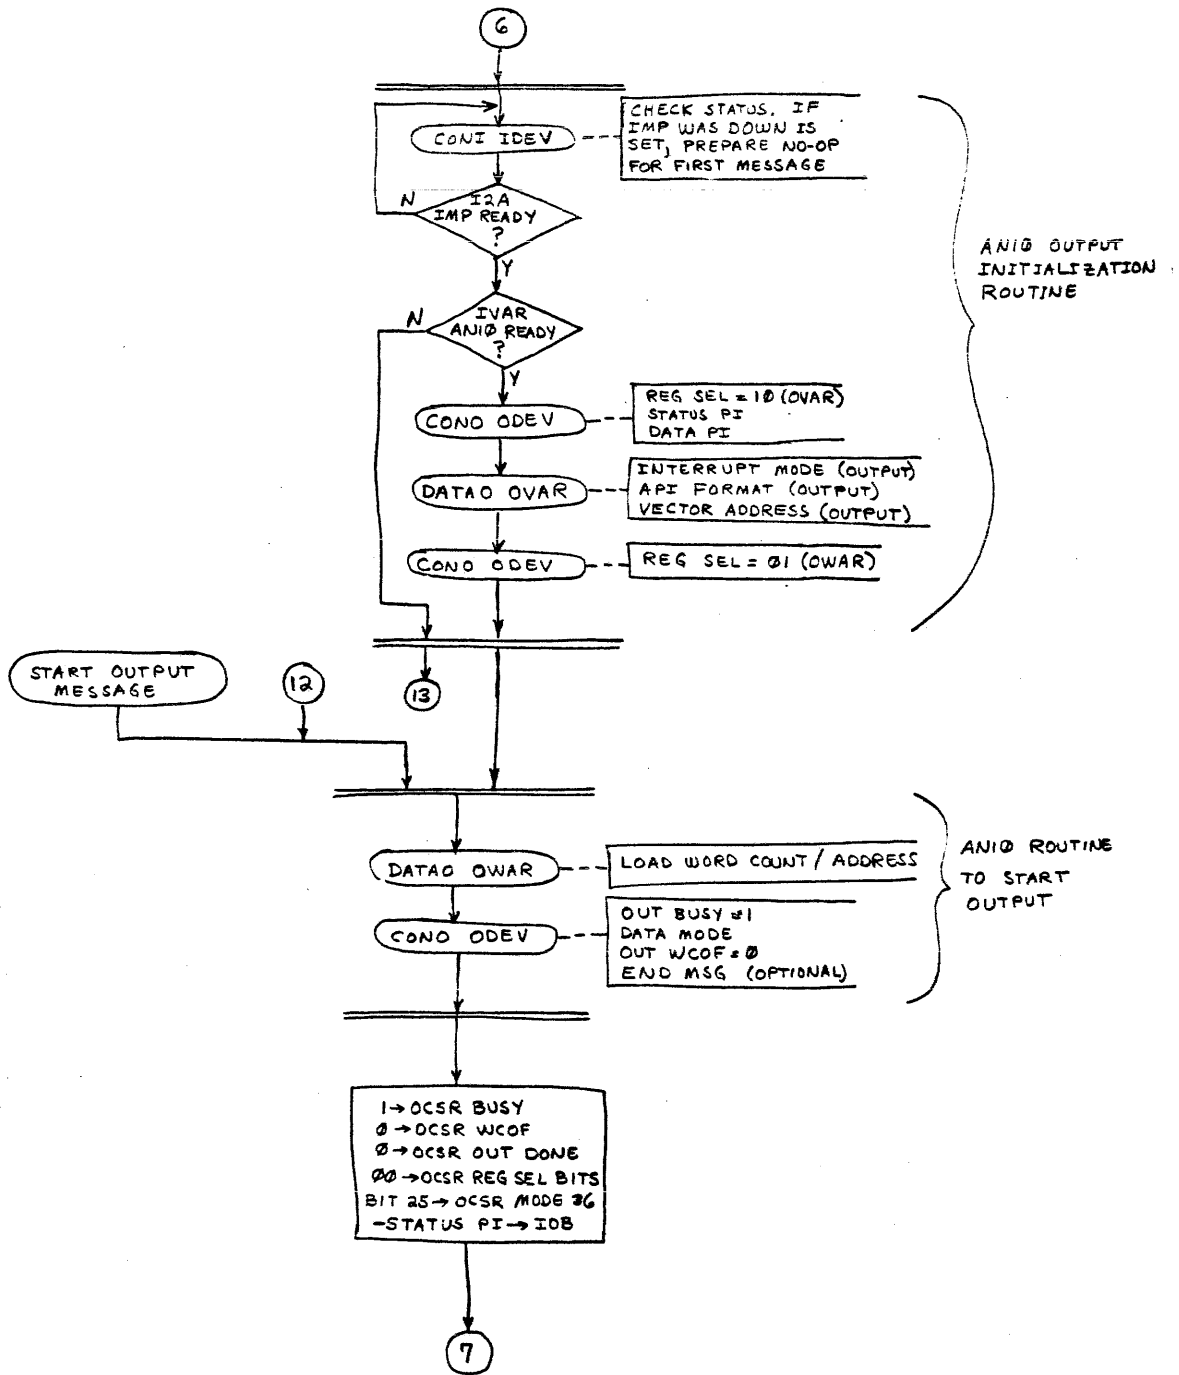 6
CONI IDEV
CHECK STATUS. IF
IMP WAS DOWN IS
SET, PREPARE NO-OP
FOR FIRST MESSAGE
N
I2A
IMP READY
?
Y
AN1Ø OUTPUT
INITIALIZATION
ROUTINE
N
IVAR
AN1Ø READY
?
Y
CONO ODEV
REG SEL = 1Ø (OVAR)
STATUS PI
DATA PI
DATAO OVAR
INTERRUPT MODE (OUTPUT)
API FORMAT (OUTPUT)
VECTOR ADDRESS (OUTPUT)
CONO ODEV
REG SEL = Ø1 (OWAR)
START OUTPUT
MESSAGE
12
13
DATAO OWAR
LOAD WORD COUNT / ADDRESS
AN1Ø ROUTINE
TO START
OUTPUT
CONO ODEV
OUT BUSY =1
DATA MODE
OUT WCOF = Ø
END MSG (OPTIONAL)
1→OCSR BUSY
Ø→OCSR WCOF
Ø→OCSR OUT DONE
ØØ→OCSR REG SEL BITS
BIT 25→OCSR MODE 36
-STATUS PI→IOB
7